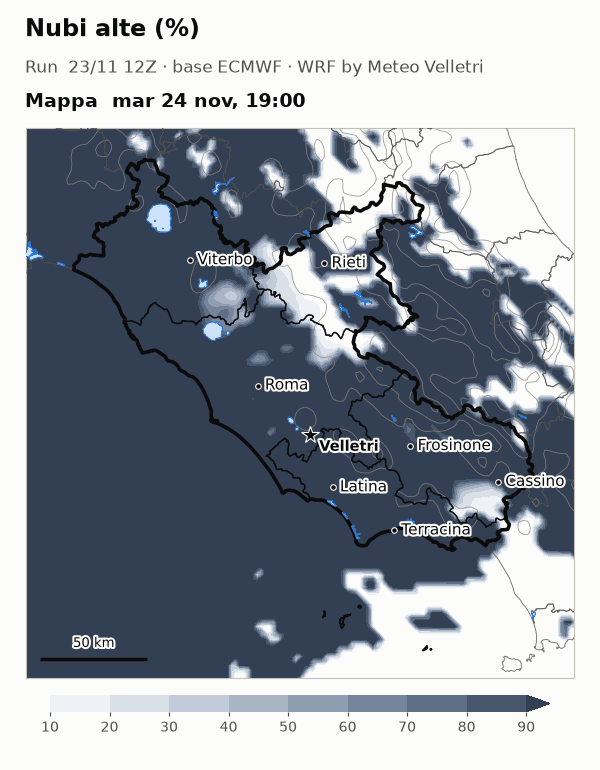 Nubi alte (%)
Run 23/11 12Z · base ECMWF · WRF by Meteo Velletri
Mappa mar 24 nov, 19:00
Viterbo
Rieti
Roma
Velletri
Frosinone
Latina
Cassino
Terracina
50 km
10 20 30 40 50 60 70 80 90